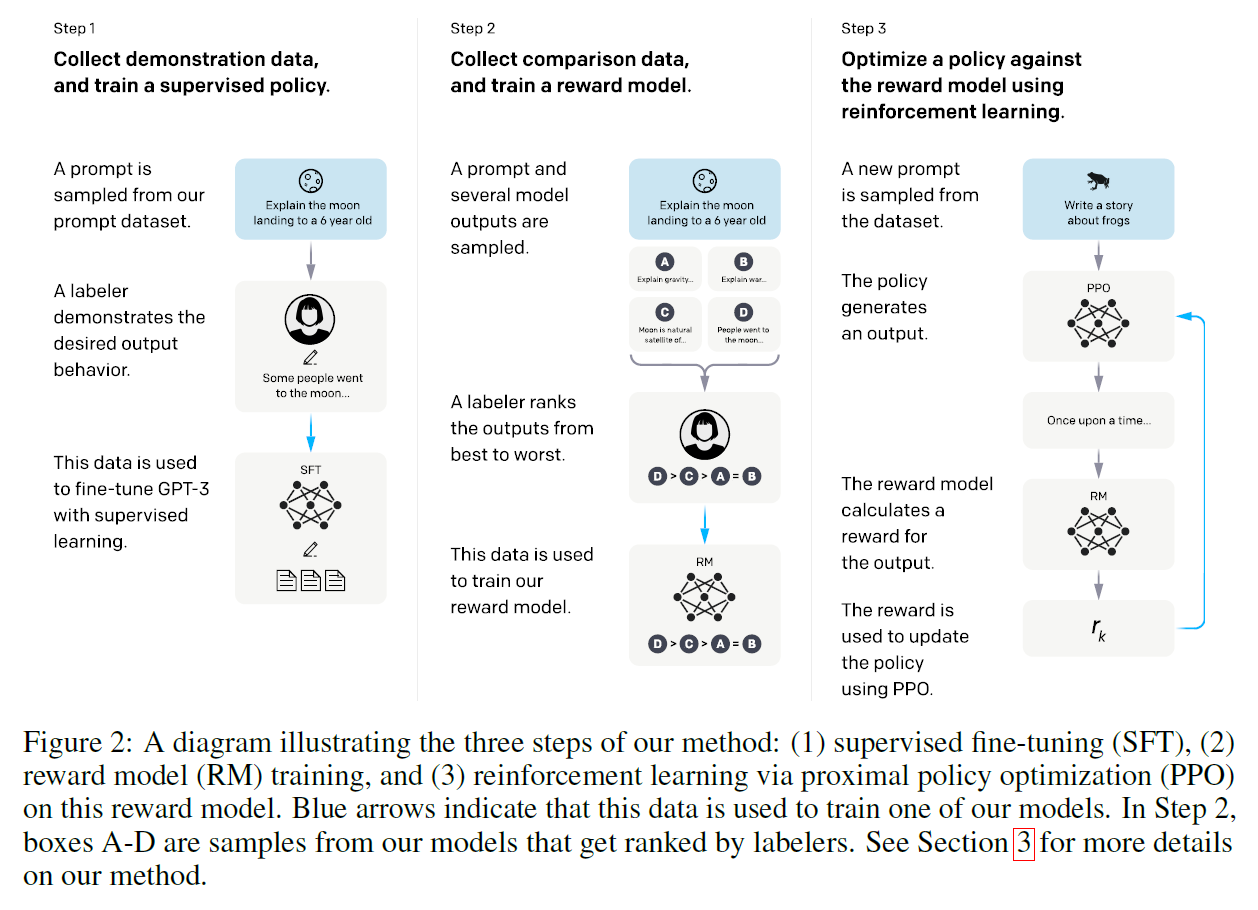 Step 1
Collect demonstration data,
and train a supervised policy.
A prompt is
sampled from our
prompt dataset.
Explain the moon
landing to a 6 year old
A labeler
demonstrates the
desired output
behavior.
Some people went
to the moon...
This data is used
to fine-tune GPT-3
with supervised
learning.
SFT
Step 2
Collect comparison data,
and train a reward model.
A prompt and
several model
outputs are
sampled.
Explain the moon
landing to a 6 year old
A
Explain gravity...
B
Explain war...
C
Moon is natural
satellite of...
D
People went to
the moon...
A labeler ranks
the outputs from
best to worst.
D > C > A = B
This data is used
to train our
reward model.
RM
D > C > A = B
Step 3
Optimize a policy against
the reward model using
reinforcement learning.
A new prompt
is sampled from
the dataset.
Write a story
about frogs
The policy
generates
an output.
PPO
Once upon a time...
The reward model
calculates a
reward for
the output.
RM
The reward is
used to update
the policy
using PPO.
rₖ
Figure 2: A diagram illustrating the three steps of our method: (1) supervised fine-tuning (SFT), (2)
reward model (RM) training, and (3) reinforcement learning via proximal policy optimization (PPO)
on this reward model. Blue arrows indicate that this data is used to train one of our models. In Step 2,
boxes A-D are samples from our models that get ranked by labelers. See Section 3 for more details
on our method.